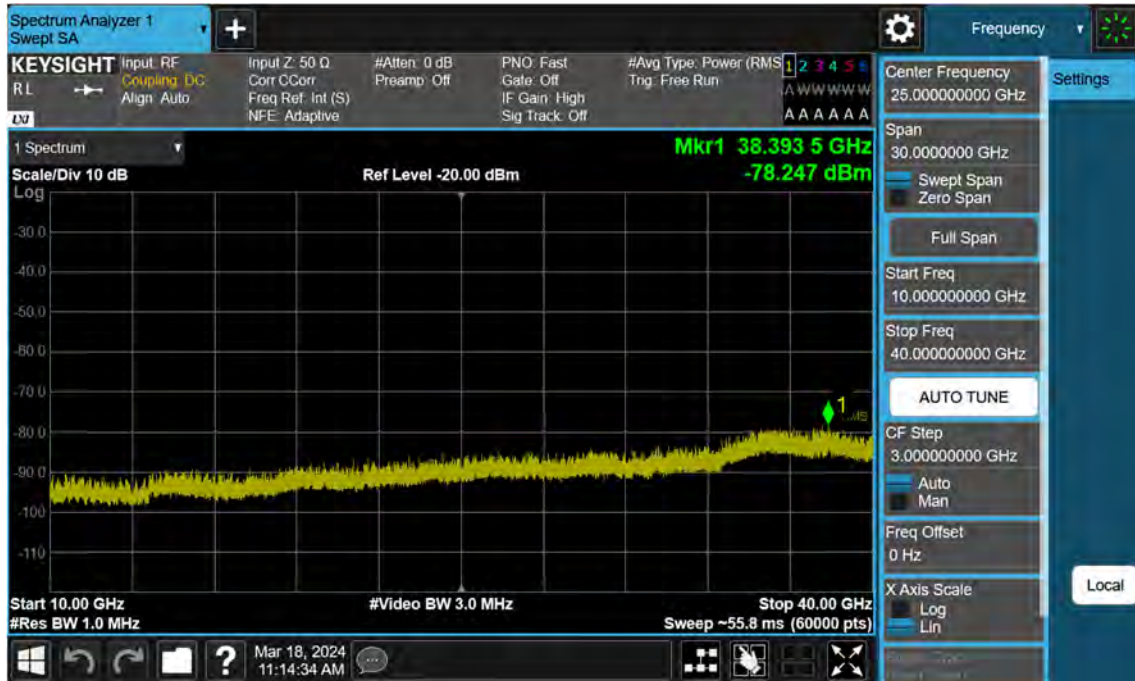 Spectrum Analyzer 1
Swept SA
+
Frequency
KEYSIGHT
RL
LXI
Input: RF
Coupling: DC
Align: Auto
Input Z: 50 Ω
Corr CCorr
Freq Ref: Int (S)
NFE: Adaptive
#Atten: 0 dB
Preamp: Off
PNO: Fast
Gate: Off
IF Gain: High
Sig Track: Off
#Avg Type: Power (RMS
Trig: Free Run
1 2 3 4 5 6
A W W W W W
A A A A A A
1 Spectrum
Scale/Div 10 dB
Ref Level -20.00 dBm
Mkr1 38.393 5 GHz
-78.247 dBm
Log
-30.0
-40.0
-50.0
-60.0
-70.0
-80.0
-90.0
-100
-110
1
Start 10.00 GHz
#Video BW 3.0 MHz
Stop 40.00 GHz
#Res BW 1.0 MHz
Sweep ~55.8 ms (60000 pts)
?
Mar 18, 2024
11:14:34 AM
Center Frequency
25.000000000 GHz
Span
30.0000000 GHz
Swept Span
Zero Span
Full Span
Start Freq
10.000000000 GHz
Stop Freq
40.000000000 GHz
AUTO TUNE
CF Step
3.000000000 GHz
Auto
Man
Freq Offset
0 Hz
X Axis Scale
Log
Lin
Settings
Local